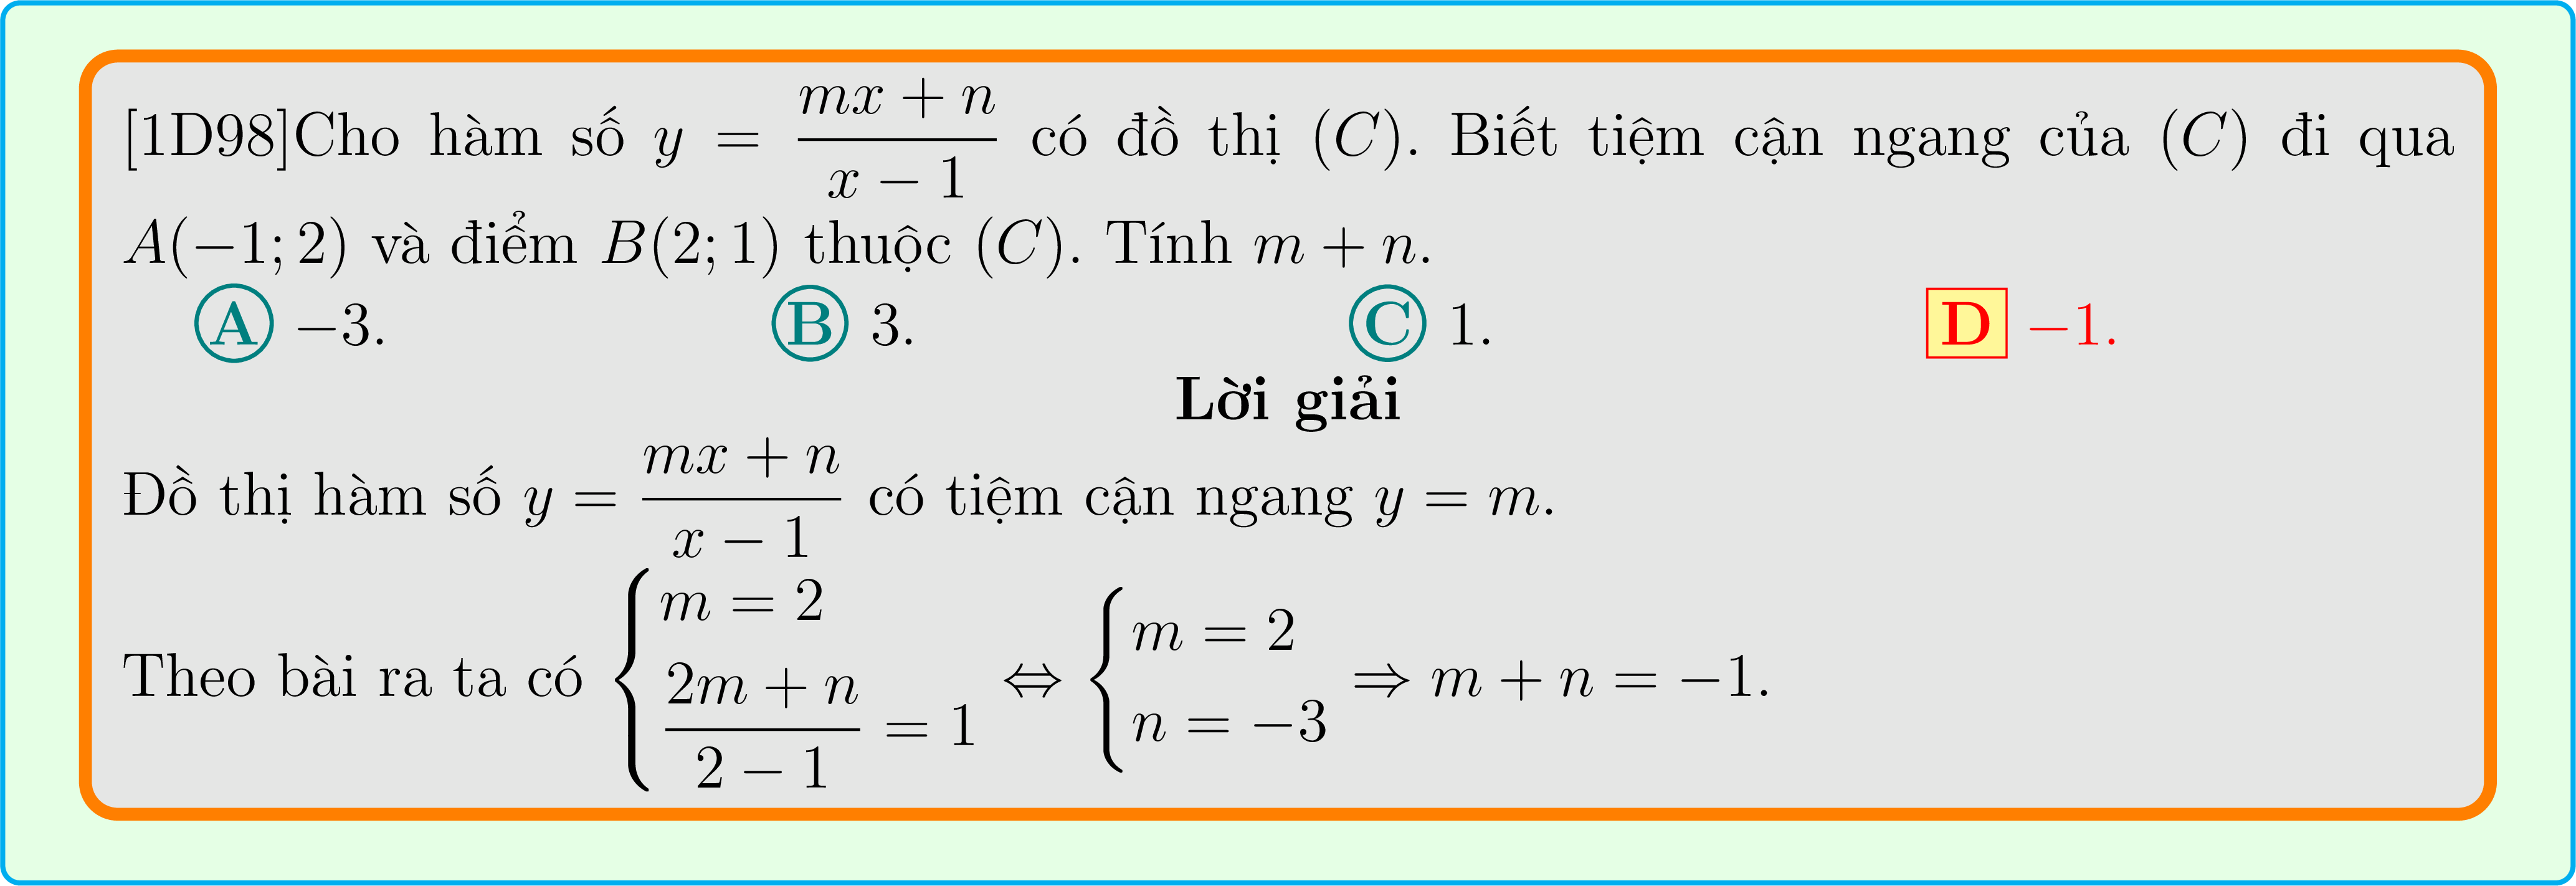 [1D98]Cho hàm số $y = \dfrac{mx+n}{x-1}$ có đồ thị $(C)$. Biết tiệm cận ngang của $(C)$ đi qua
$A(-1;2)$ và điểm $B(2;1)$ thuộc $(C)$. Tính $m+n$.
Ⓐ $-3$. Ⓑ $3$. Ⓒ $1$. D $-1$.
Lời giải
Đồ thị hàm số $y = \dfrac{mx+n}{x-1}$ có tiệm cận ngang $y = m$.
Theo bài ra ta có $\begin{cases} m = 2 \\ \dfrac{2m+n}{2-1} = 1 \end{cases} \Leftrightarrow \begin{cases} m = 2 \\ n = -3 \end{cases} \Rightarrow m + n = -1$.